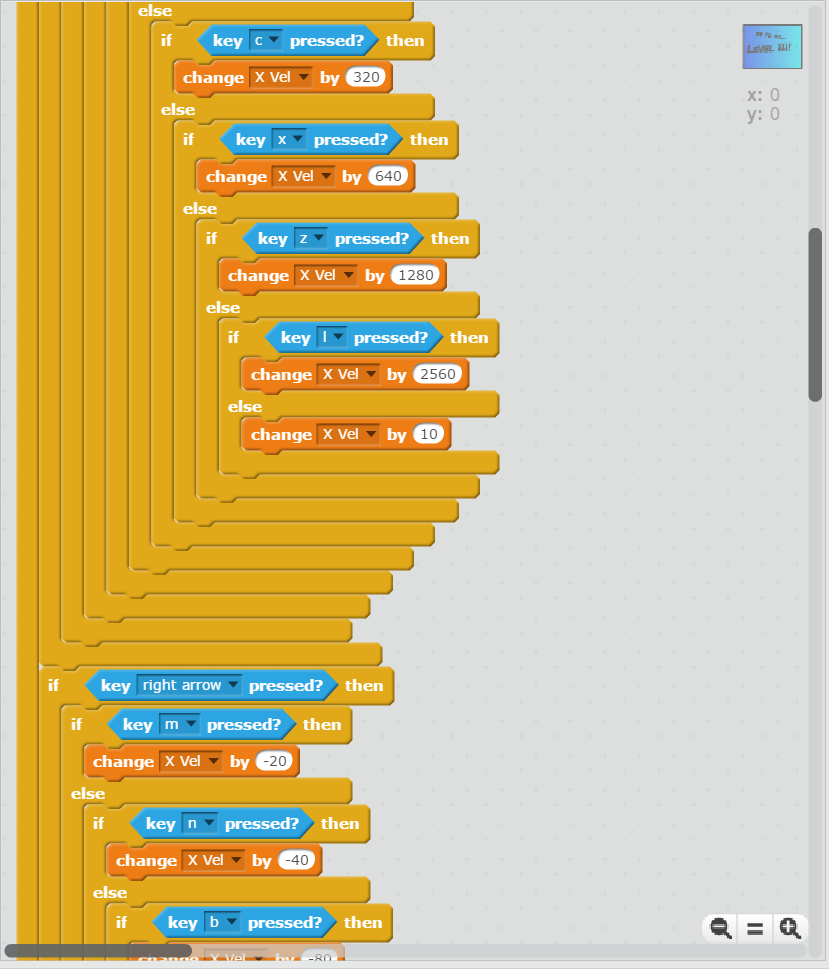 else
if key c pressed? then
change X Vel by 320
else
if key x pressed? then
change X Vel by 640
else
if key z pressed? then
change X Vel by 1280
else
if key l pressed? then
change X Vel by 2560
else
change X Vel by 10
if key right arrow pressed? then
if key m pressed? then
change X Vel by -20
else
if key n pressed? then
change X Vel by -40
else
if key b pressed? then
change X Vel by -80
x: 0
y: 0